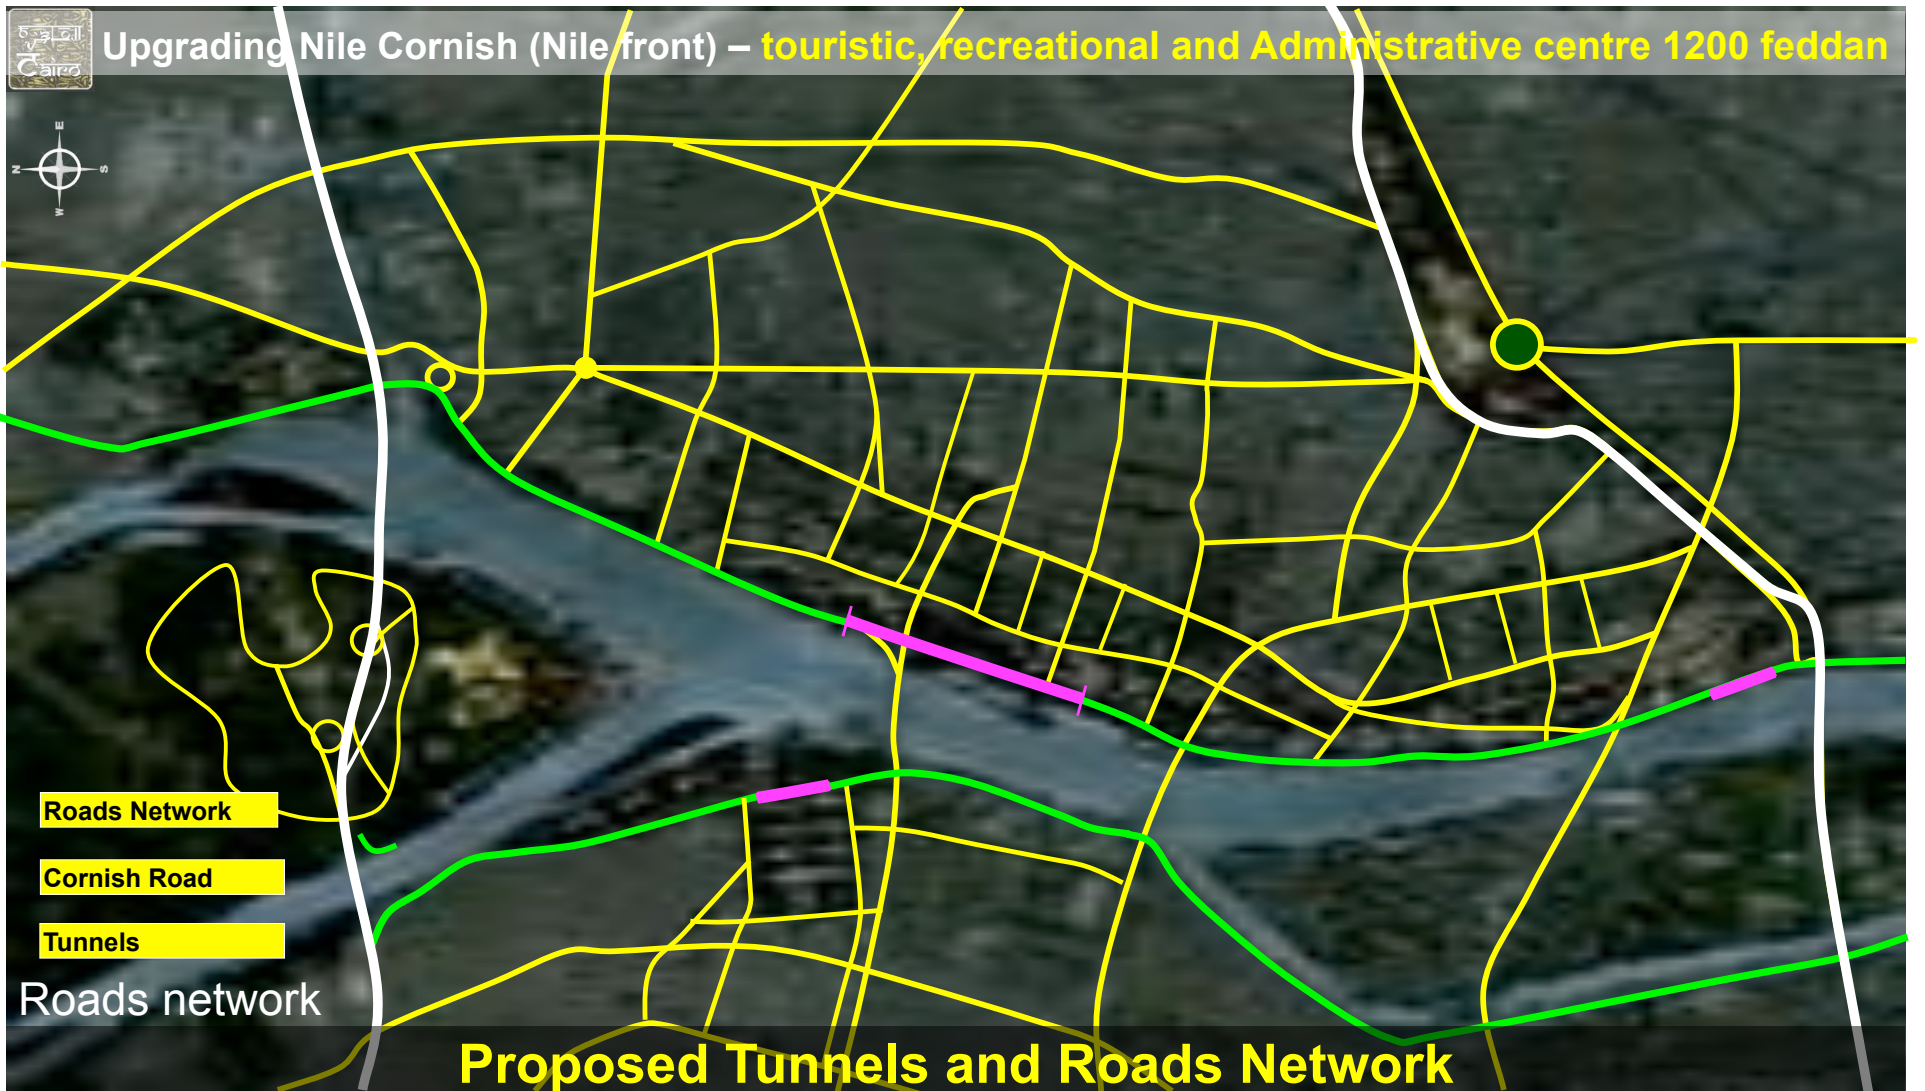 Cairo
Upgrading Nile Cornish (Nile front) – touristic, recreational and Administrative centre 1200 feddan
E
N S
W
Roads Network
Cornish Road
Tunnels
Roads network
Proposed Tunnels and Roads Network